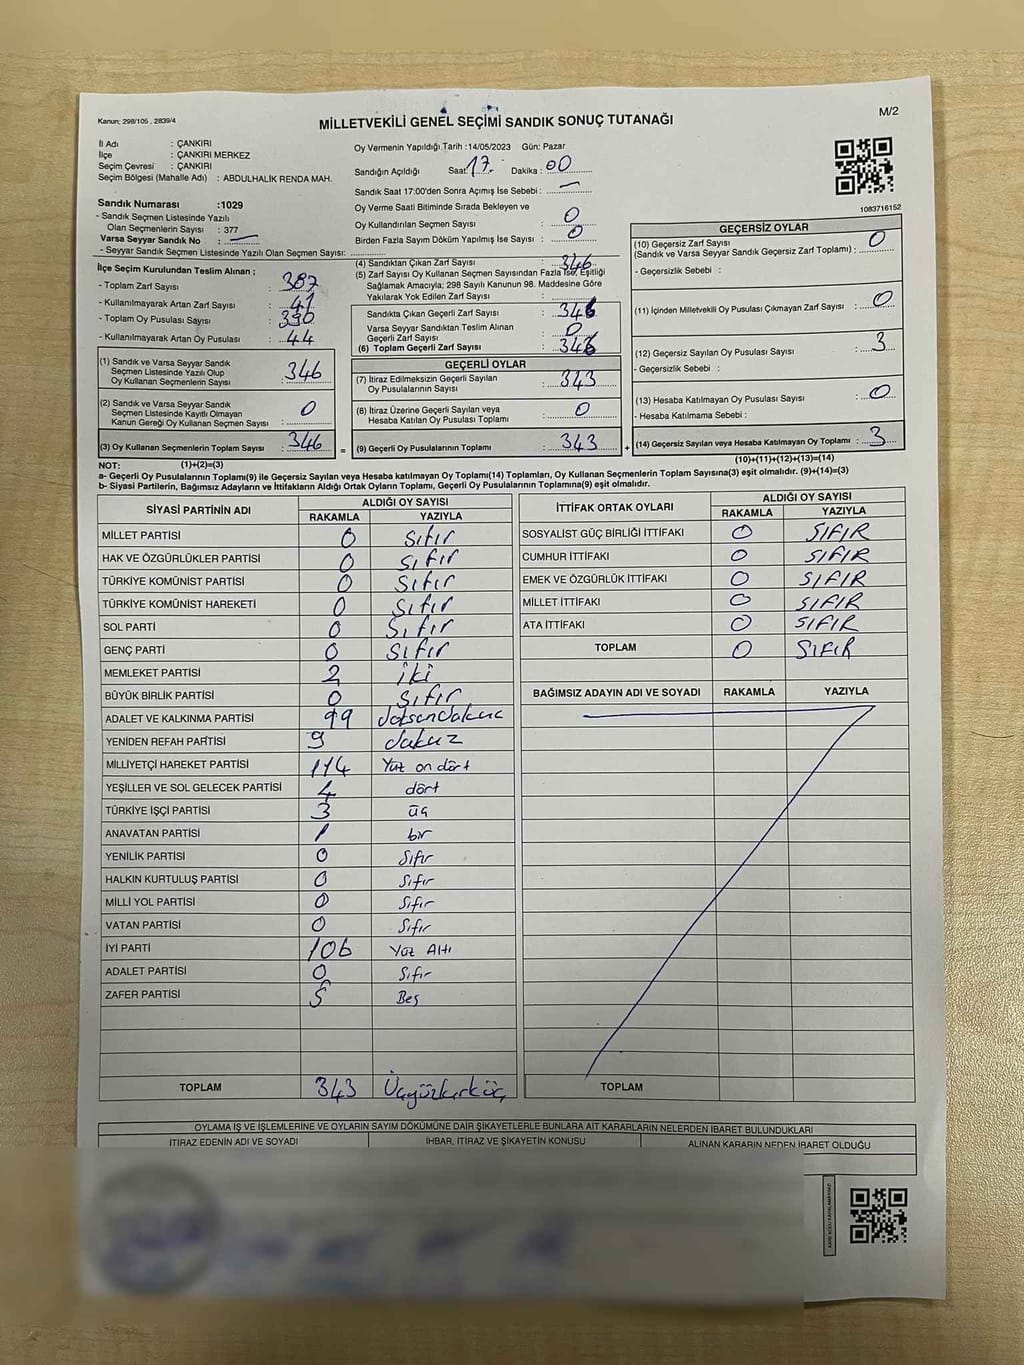 Kanun; 298/105 , 2839/4
MİLLETVEKİLİ GENEL SEÇİMİ SANDIK SONUÇ TUTANAĞI
M/2
İl Adı : ÇANKIRI
İlçe : ÇANKIRI MERKEZ
Seçim Çevresi : ÇANKIRI
Seçim Bölgesi (Mahalle Adı) : ABDULHALİK RENDA MAH.
Sandık Numarası :1029
- Sandık Seçmen Listesinde Yazılı
Olan Seçmenlerin Sayısı : 377
Varsa Seyyar Sandık No : —
- Seyyar Sandık Seçmen Listesinde Yazılı Olan Seçmen Sayısı:
Oy Vermenin Yapıldığı Tarih :14/05/2023 Gün: Pazar
Sandığın Açıldığı Saat: 17 Dakika : 00
Sandık Saat 17:00'den Sonra Açımış İse Sebebi : —
Oy Verme Saati Bitiminde Sırada Bekleyen ve
Oy Kullandırılan Seçmen Sayısı : 0
Birden Fazla Sayım Döküm Yapılmış İse Sayısı : 0
1083716152
İlçe Seçim Kurulundan Teslim Alınan ;
- Toplam Zarf Sayısı : 387
- Kullanılmayarak Artan Zarf Sayısı : 41
- Toplam Oy Pusulası Sayısı : 390
- Kullanılmayarak Artan Oy Pusulası : 44
(1) Sandık ve Varsa Seyyar Sandık
Seçmen Listesinde Yazılı Olup
Oy Kullanan Seçmenlerin Sayısı : 346
(2) Sandık ve Varsa Seyyar Sandık
Seçmen Listesinde Kayıtlı Olmayan
Kanun Gereği Oy Kullanan Seçmen Sayısı : 0
(3) Oy Kullanan Seçmenlerin Toplam Sayısı : 346 =
(4) Sandıktan Çıkan Zarf Sayısı : 346
(5) Zarf Sayısı Oy Kullanan Seçmen Sayısından Fazla İse, Eşitliği
Sağlamak Amacıyla; 298 Sayılı Kanunun 98. Maddesine Göre
Yakılarak Yok Edilen Zarf Sayısı :
Sandıkta Çıkan Geçerli Zarf Sayısı : 346
Varsa Seyyar Sandıktan Teslim Alınan
Geçerli Zarf Sayısı : 0
(6) Toplam Geçerli Zarf Sayısı : 346
GEÇERLİ OYLAR
(7) İtiraz Edilmeksizin Geçerli Sayılan
Oy Pusulalarının Sayısı : 343
(8) İtiraz Üzerine Geçerli Sayılan veya
Hesaba Katılan Oy Pusulalarının Toplamı : 0
(9) Geçerli Oy Pusulalarının Toplamı : 343 +
GEÇERSİZ OYLAR
(10) Geçersiz Zarf Sayısı
(Sandık ve Varsa Seyyar Sandık Geçersiz Zarf Toplamı) : 0
- Geçersizlik Sebebi :
(11) İçinden Milletvekili Oy Pusulası Çıkmayan Zarf Sayısı : 0
(12) Geçersiz Sayılan Oy Pusulası Sayısı : 3
- Geçersizlik Sebebi :
(13) Hesaba Katılmayan Oy Pusulası Sayısı : 0
- Hesaba Katılmama Sebebi :
(14) Geçersiz Sayılan veya Hesaba Katılmayan Oy Toplamı : 3
NOT: (1)+(2)=(3)
(10)+(11)+(12)+(13)=(14)
a- Geçerli Oy Pusulalarının Toplamı(9) ile Geçersiz Sayılan veya Hesaba katılmayan Oy Toplamı(14) Toplamları, Oy Kullanan Seçmenlerin Toplam Sayısına(3) eşit olmalıdır. (9)+(14)=(3)
b- Siyasi Partilerin, Bağımsız Adayların ve İttifakların Aldığı Ortak Oyların Toplamı, Geçerli Oy Pusulalarının Toplamına(9) eşit olmalıdır.
SİYASİ PARTİNİN ADI ALDIĞI OY SAYISI
RAKAMLA YAZIYLA
MİLLET PARTİSİ 0 Sıfır
HAK VE ÖZGÜRLÜKLER PARTİSİ 0 Sıfır
TÜRKİYE KOMÜNİST PARTİSİ 0 Sıfır
TÜRKİYE KOMÜNİST HAREKETİ 0 Sıfır
SOL PARTİ 0 Sıfır
GENÇ PARTİ 0 Sıfır
MEMLEKET PARTİSİ 2 iki
BÜYÜK BİRLİK PARTİSİ 0 Sıfır
ADALET VE KALKINMA PARTİSİ 99 doksandokuz
YENİDEN REFAH PARTİSİ 9 dokuz
MİLLİYETÇİ HAREKET PARTİSİ 114 Yüz on dört
YEŞİLLER VE SOL GELECEK PARTİSİ 4 dört
TÜRKİYE İŞÇİ PARTİSİ 3 üç
ANAVATAN PARTİSİ 1 bir
YENİLİK PARTİSİ 0 Sıfır
HALKIN KURTULUŞ PARTİSİ 0 Sıfır
MİLLİ YOL PARTİSİ 0 Sıfır
VATAN PARTİSİ 0 Sıfır
İYİ PARTİ 106 Yüz Altı
ADALET PARTİSİ 0 Sıfır
ZAFER PARTİSİ 5 Beş
TOPLAM 343 Üçyüzkırküç
İTTİFAK ORTAK OYLARI ALDIĞI OY SAYISI
RAKAMLA YAZIYLA
SOSYALİST GÜÇ BİRLİĞİ İTTİFAKI 0 SIFIR
CUMHUR İTTİFAKI 0 SIFIR
EMEK VE ÖZGÜRLÜK İTTİFAKI 0 SIFIR
MİLLET İTTİFAKI 0 SIFIR
ATA İTTİFAKI 0 SIFIR
TOPLAM 0 SIFIR
BAĞIMSIZ ADAYIN ADI VE SOYADI RAKAMLA YAZIYLA
TOPLAM
OYLAMA İŞ VE İŞLEMLERİNE VE OYLARIN SAYIM DÖKÜMÜNE DAİR ŞİKAYETLERLE BUNLARA AİT KARARLARIN NELERDEN İBARET BULUNDUKLARI
İTİRAZ EDENİN ADI VE SOYADI İHBAR, İTİRAZ VE ŞİKAYETİN KONUSU ALINAN KARARIN NEDEN İBARET OLDUĞU